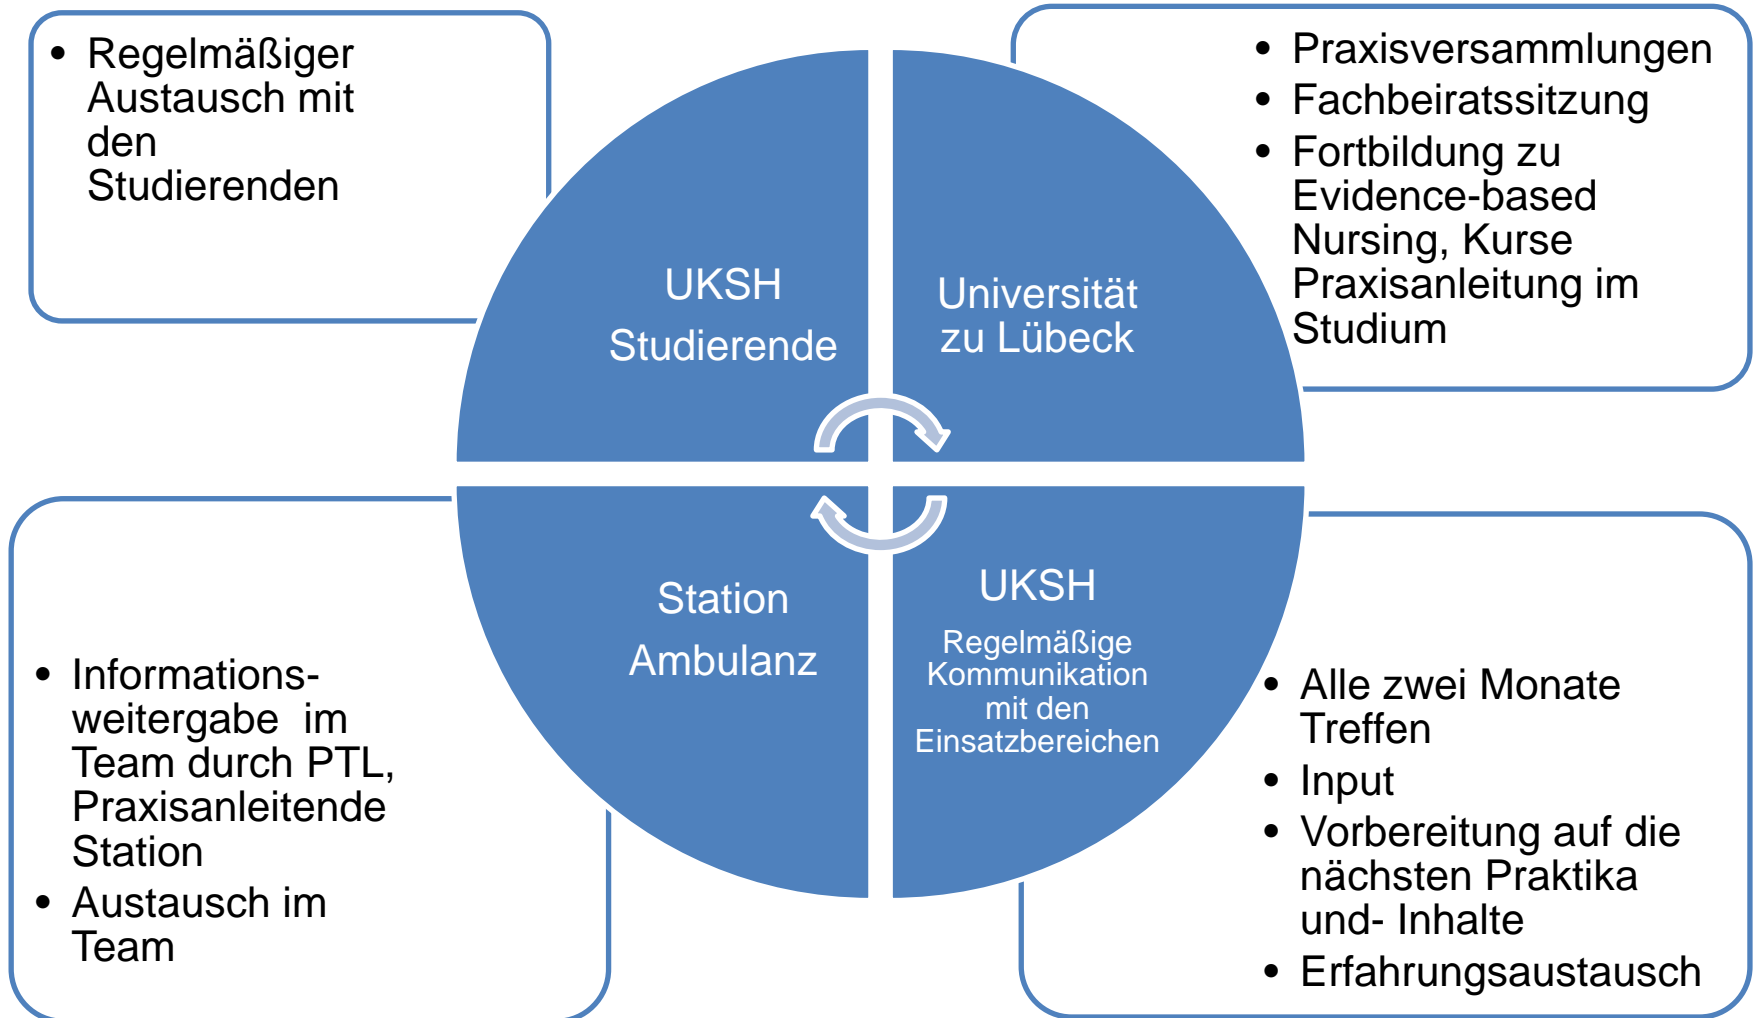 • Regelmäßiger
Austausch mit
den
Studierenden
• Praxisversammlungen
• Fachbeiratssitzung
• Fortbildung zu
Evidence-based
Nursing, Kurse
Praxisanleitung im
Studium
UKSH
Studierende
Universität
zu Lübeck
Station
Ambulanz
UKSH
Regelmäßige
Kommunikation
mit den
Einsatzbereichen
• Informations-
weitergabe im
Team durch PTL,
Praxisanleitende
Station
• Austausch im
Team
• Alle zwei Monate
Treffen
• Input
• Vorbereitung auf die
nächsten Praktika
und- Inhalte
• Erfahrungsaustausch